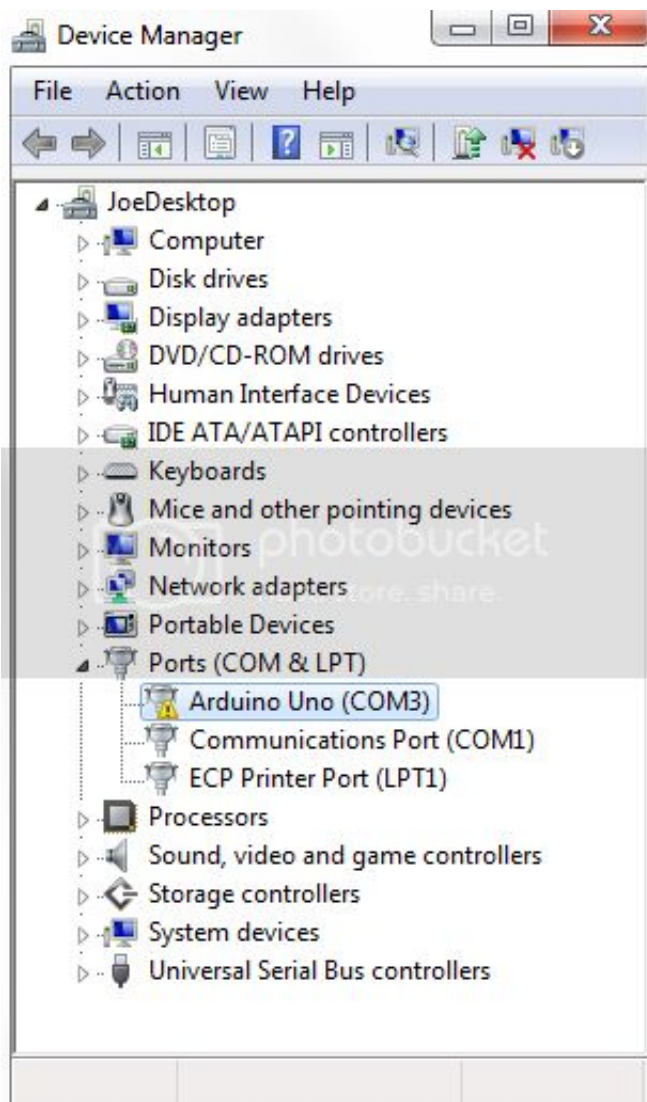 Device Manager
File Action View Help
JoeDesktop
Computer
Disk drives
Display adapters
DVD/CD-ROM drives
Human Interface Devices
IDE ATA/ATAPI controllers
Keyboards
Mice and other pointing devices
Monitors
photobucket
Network adapters
store. share.
Portable Devices
Ports (COM & LPT)
Arduino Uno (COM3)
Communications Port (COM1)
ECP Printer Port (LPT1)
Processors
Sound, video and game controllers
Storage controllers
System devices
Universal Serial Bus controllers